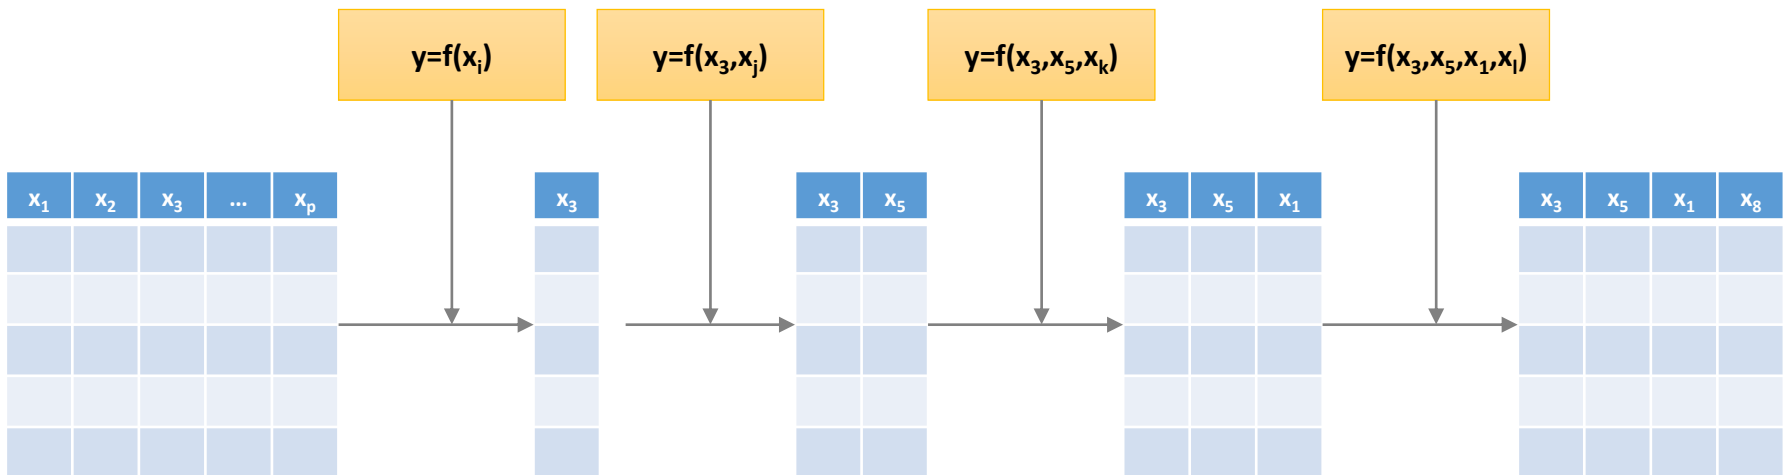 y=f(xᵢ)
y=f(x₃,xⱼ)
y=f(x₃,x₅,xₖ)
y=f(x₃,x₅,x₁,xₗ)
x₁ x₂ x₃ ... xₚ
x₃
x₃ x₅
x₃ x₅ x₁
x₃ x₅ x₁ x₈